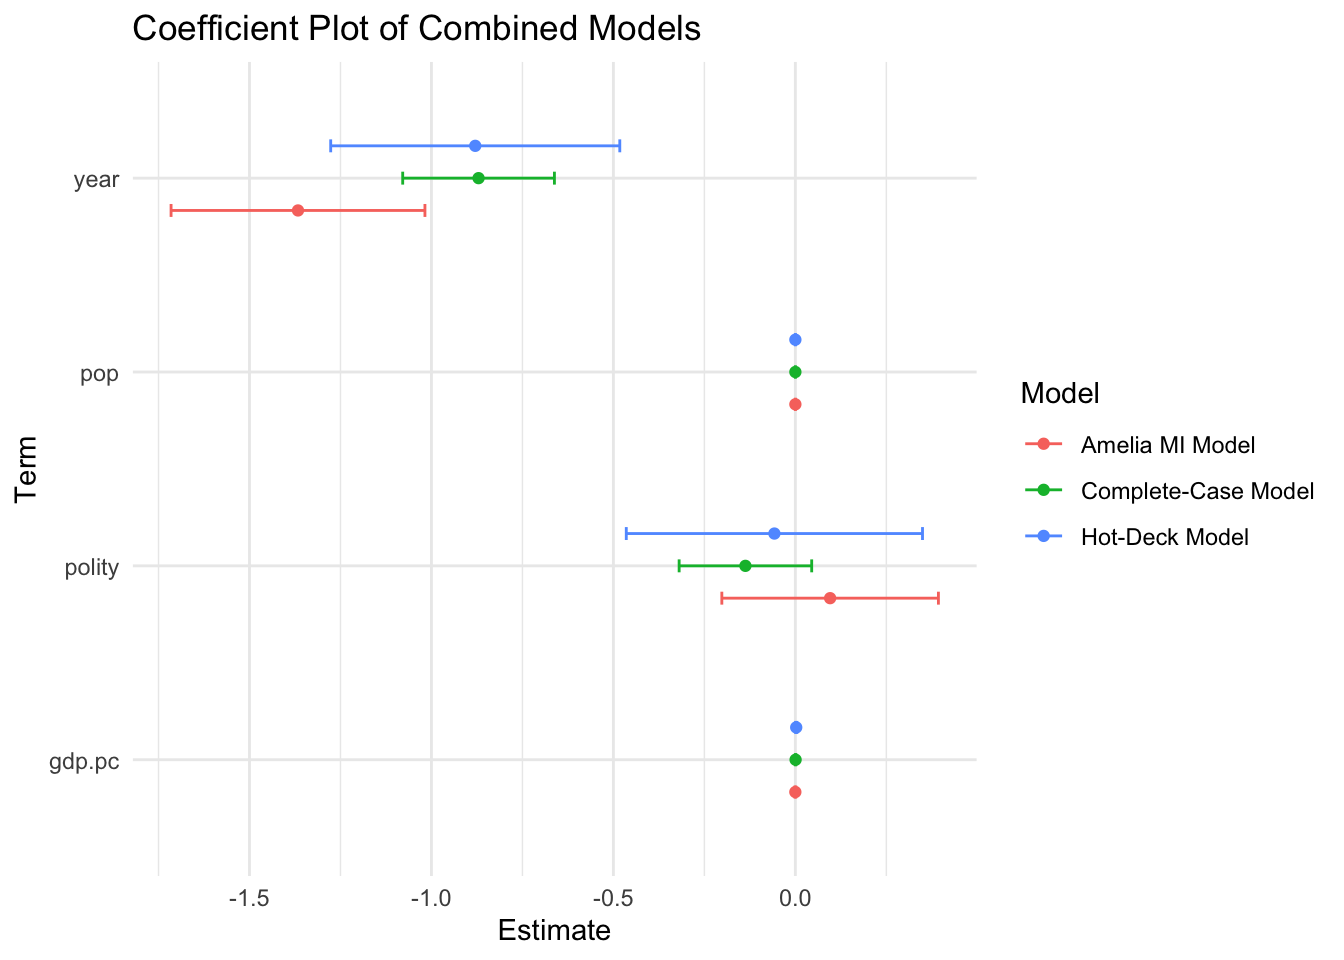 Coefficient Plot of Combined Models
year
pop
polity
gdp.pc
Term
-1.5
-1.0
-0.5
0.0
Estimate
Model
Amelia MI Model
Complete-Case Model
Hot-Deck Model